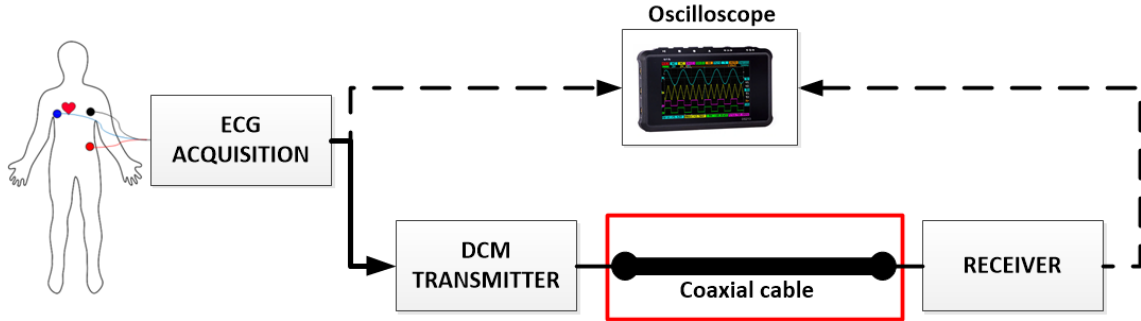 Oscilloscope
ECG
ACQUISITION
DCM
TRANSMITTER
Coaxial cable
RECEIVER